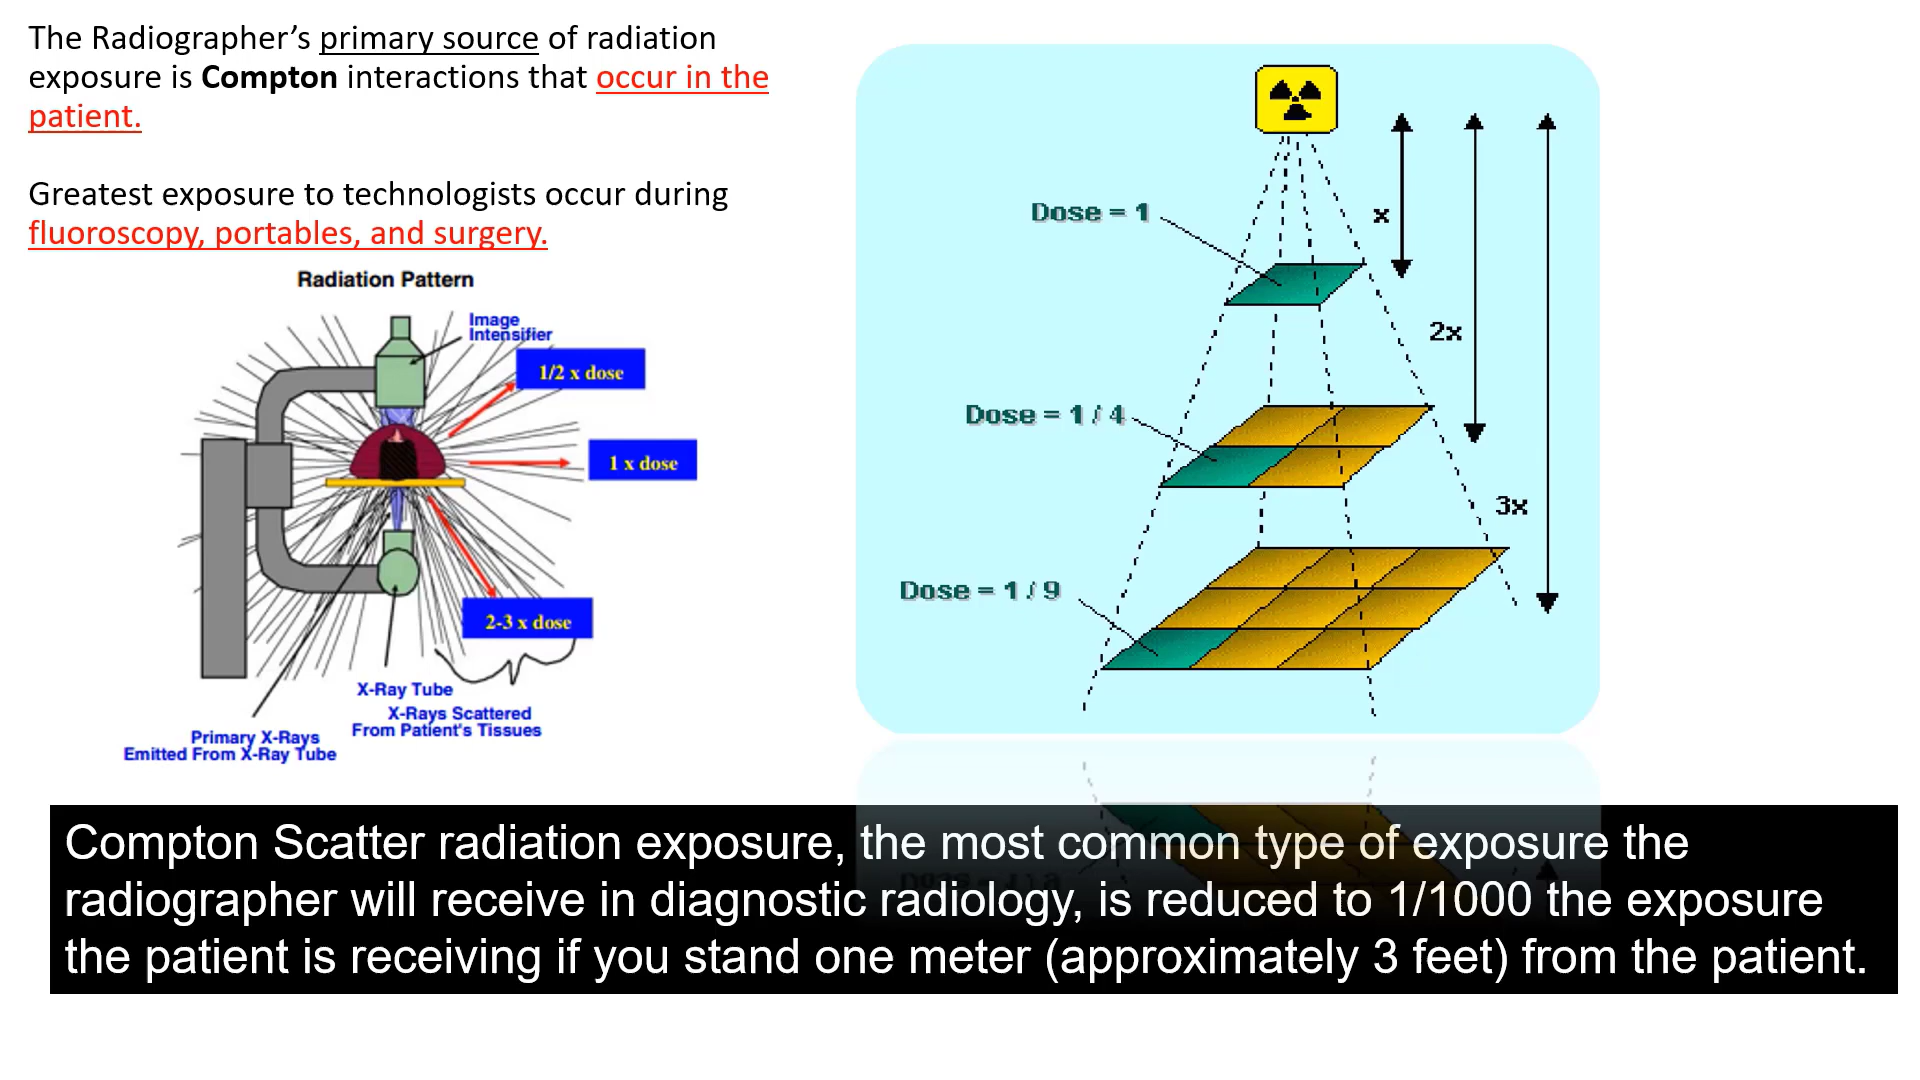 The Radiographer’s primary source of radiation
exposure is Compton interactions that occur in the
patient.
Greatest exposure to technologists occur during
fluoroscopy, portables, and surgery.
Radiation Pattern
Image
Intensifier
1/2 x dose
1 x dose
2-3 x dose
X-Ray Tube
X-Rays Scattered
From Patient's Tissues
Primary X-Rays
Emitted From X-Ray Tube
Dose = 1
x
2x
Dose = 1 / 4
3x
Dose = 1 / 9
Compton Scatter radiation exposure, the most common type of exposure the
radiographer will receive in diagnostic radiology, is reduced to 1/1000 the exposure
the patient is receiving if you stand one meter (approximately 3 feet) from the patient.